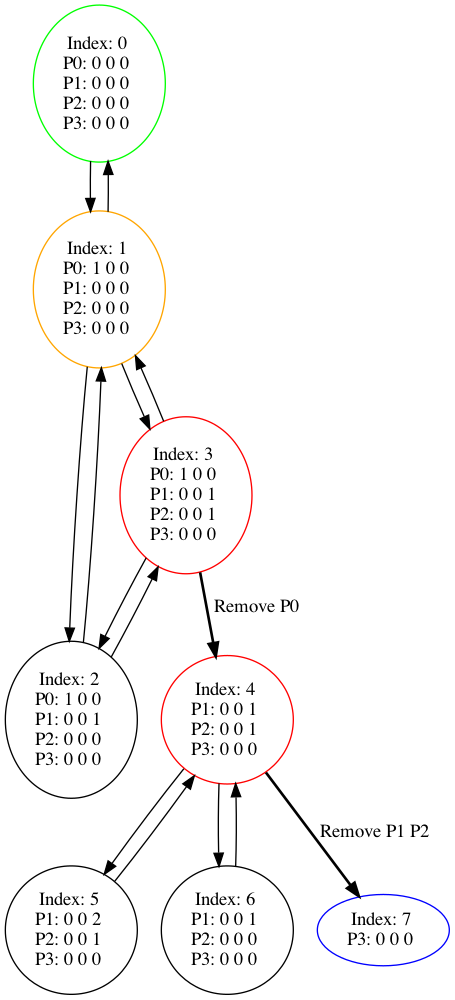 Index: 0
P0: 0 0 0
P1: 0 0 0
P2: 0 0 0
P3: 0 0 0
Index: 1
P0: 1 0 0
P1: 0 0 0
P2: 0 0 0
P3: 0 0 0
Index: 3
P0: 1 0 0
P1: 0 0 1
P2: 0 0 1
P3: 0 0 0
Remove P0
Index: 2
P0: 1 0 0
P1: 0 0 1
P2: 0 0 0
P3: 0 0 0
Index: 4
P1: 0 0 1
P2: 0 0 1
P3: 0 0 0
Remove P1 P2
Index: 5
P1: 0 0 2
P2: 0 0 1
P3: 0 0 0
Index: 6
P1: 0 0 1
P2: 0 0 0
P3: 0 0 0
Index: 7
P3: 0 0 0